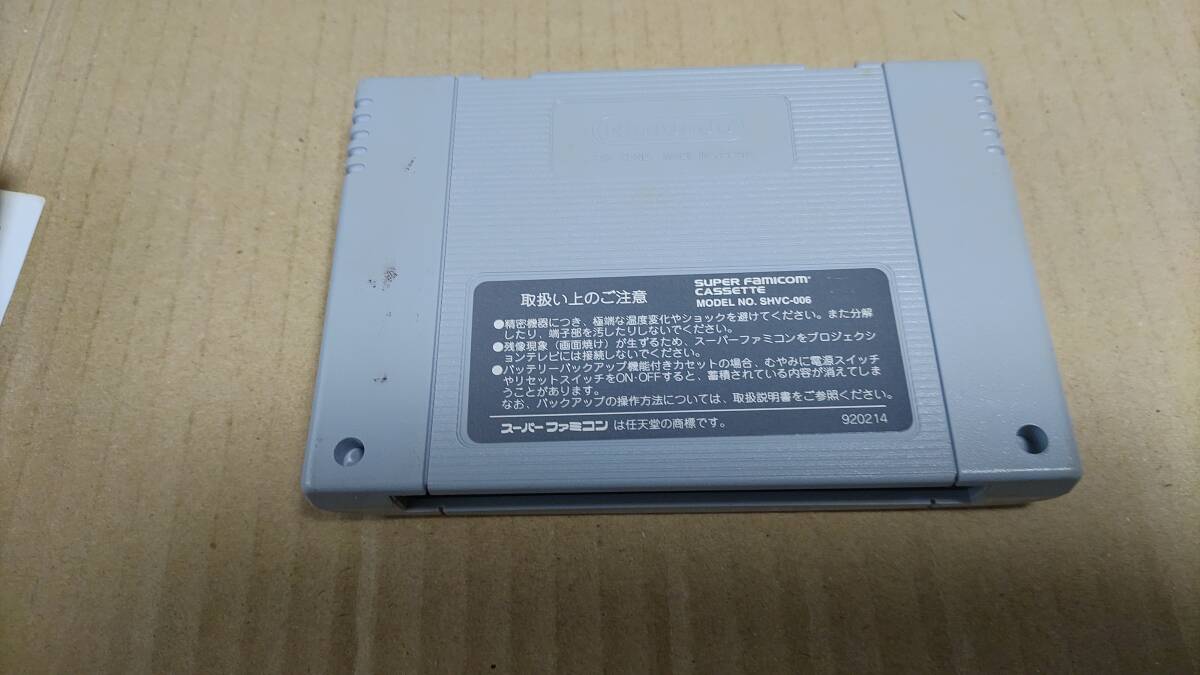 Nintendo
取扱い上のご注意
SUPER FAMICOM
CASSETTE
MODEL NO. SHVC-006
●精密機器につき、極端な温度変化やショックを避けてください。また分解
したり、端子部を汚したりしないでください。
●残像現象（画面焼け）が生ずるため、スーパーファミコンをプロジェクシ
ョンテレビには接続しないでください。
●バッテリーバックアップ機能付きカセットの場合、むやみに電源スイッチ
やリセットスイッチをON・OFFすると、蓄積されている内容が消えてしま
うことがあります。
なお、バックアップの操作方法については、取扱説明書をご参照ください。
スーパーファミコンは任天堂の商標です。
920214